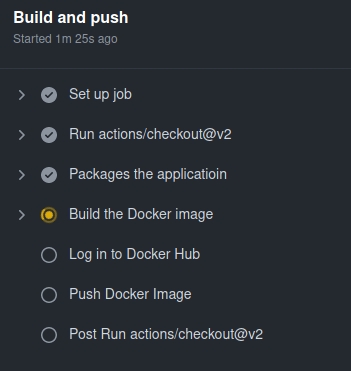 Build and push
Started 1m 25s ago
Set up job
Run actions/checkout@v2
Packages the applicatioin
Build the Docker image
Log in to Docker Hub
Push Docker Image
Post Run actions/checkout@v2